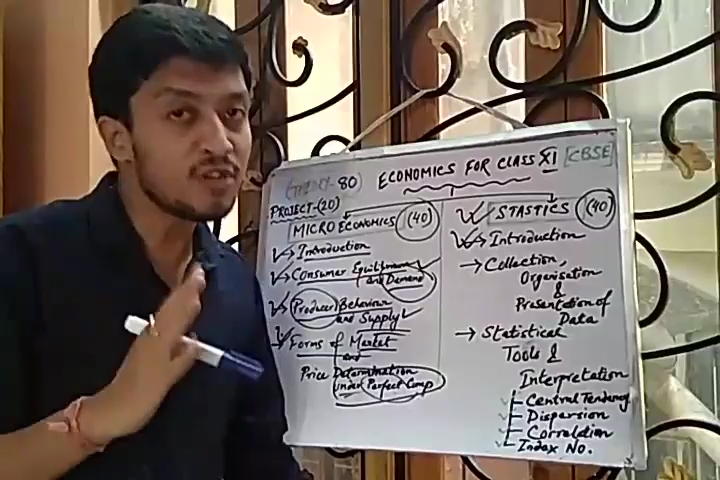 ECONOMICS FOR CLASS XI [CBSE]
(THEORY-80)
PROJECT-(20)
MICRO ECONOMICS (40)
Introduction
Consumer Equilibrium
and Demand
Producer Behaviour
and Supply
Forms of Market
and
Price Determination
under Perfect Comp
STASTICS (40)
Introduction
Collection,
Organisation
&
Presentation of
Data
Statistical
Tools &
Interpretation
Central Tendency
Dispersion
Correlation
Index No.